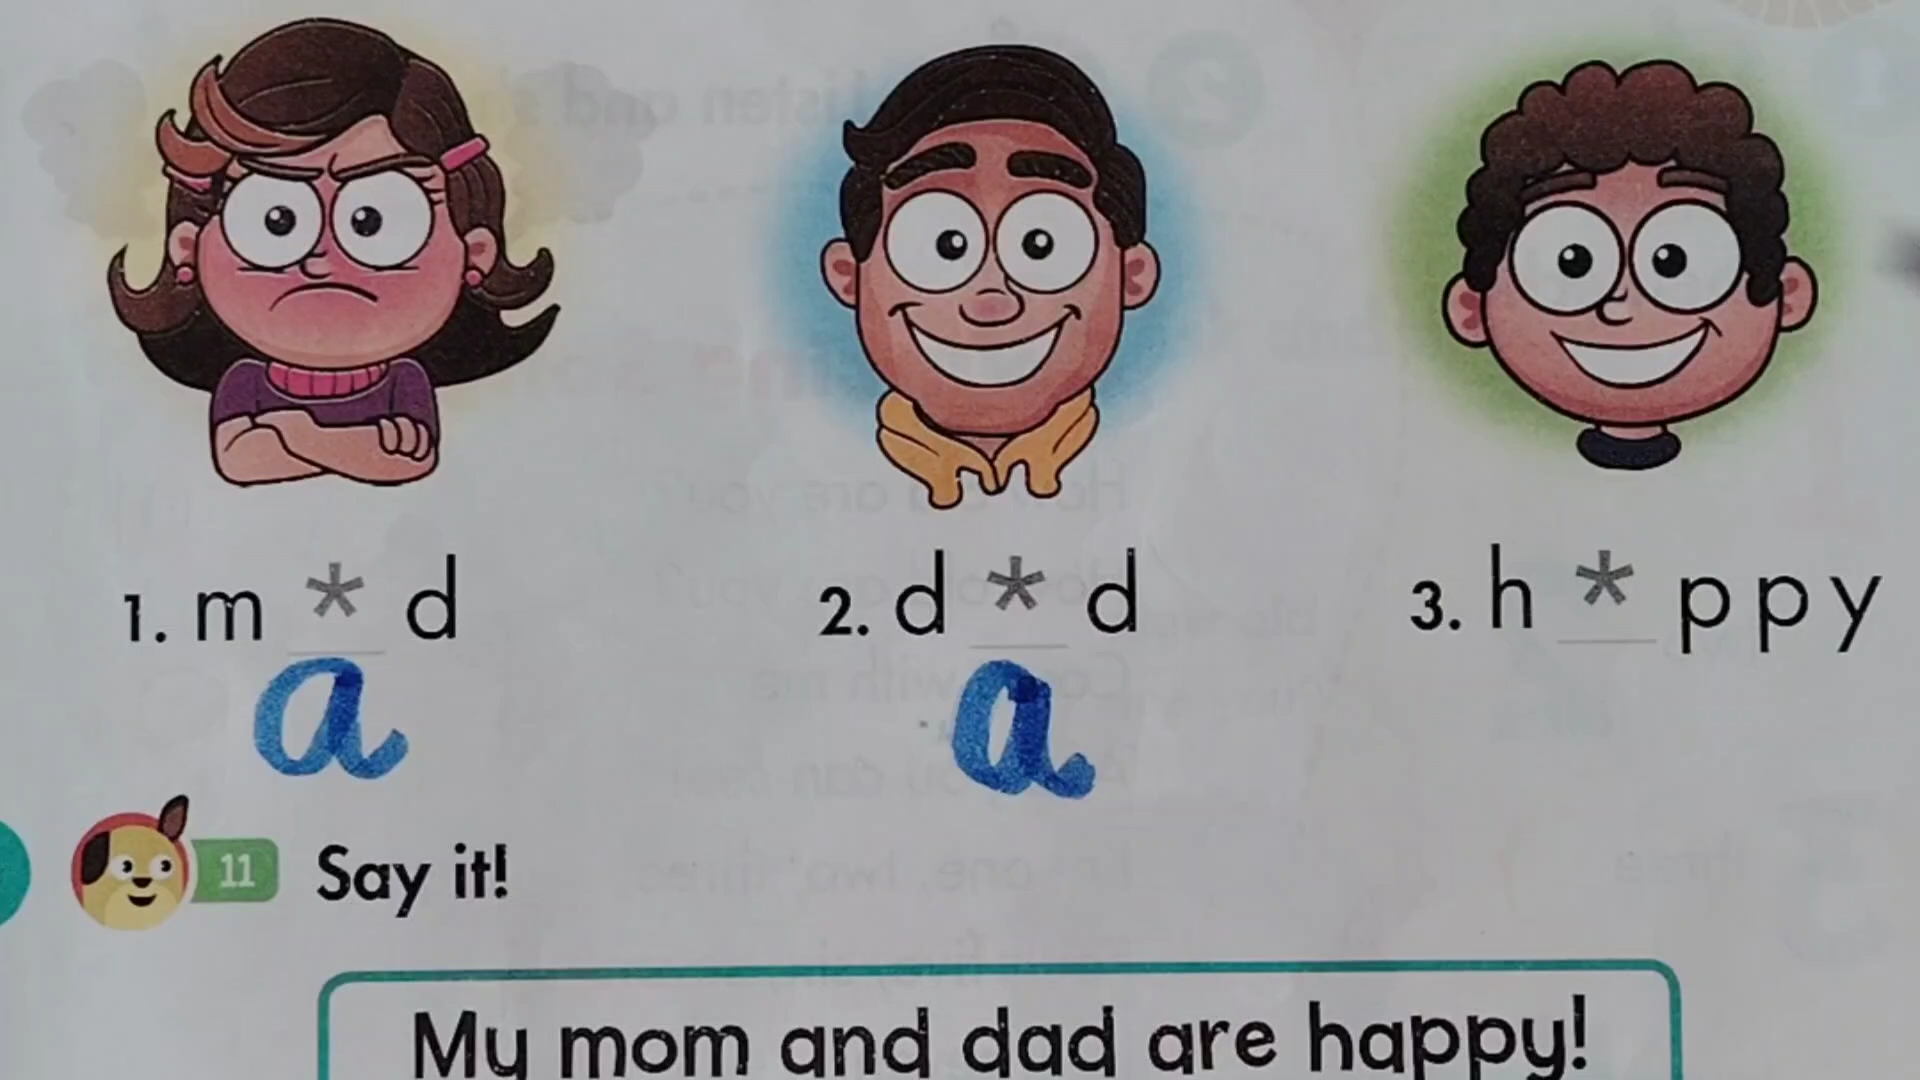 1. m * d
2. d * d
3. h * ppy
a
a
11
Say it!
My mom and dad are happy!